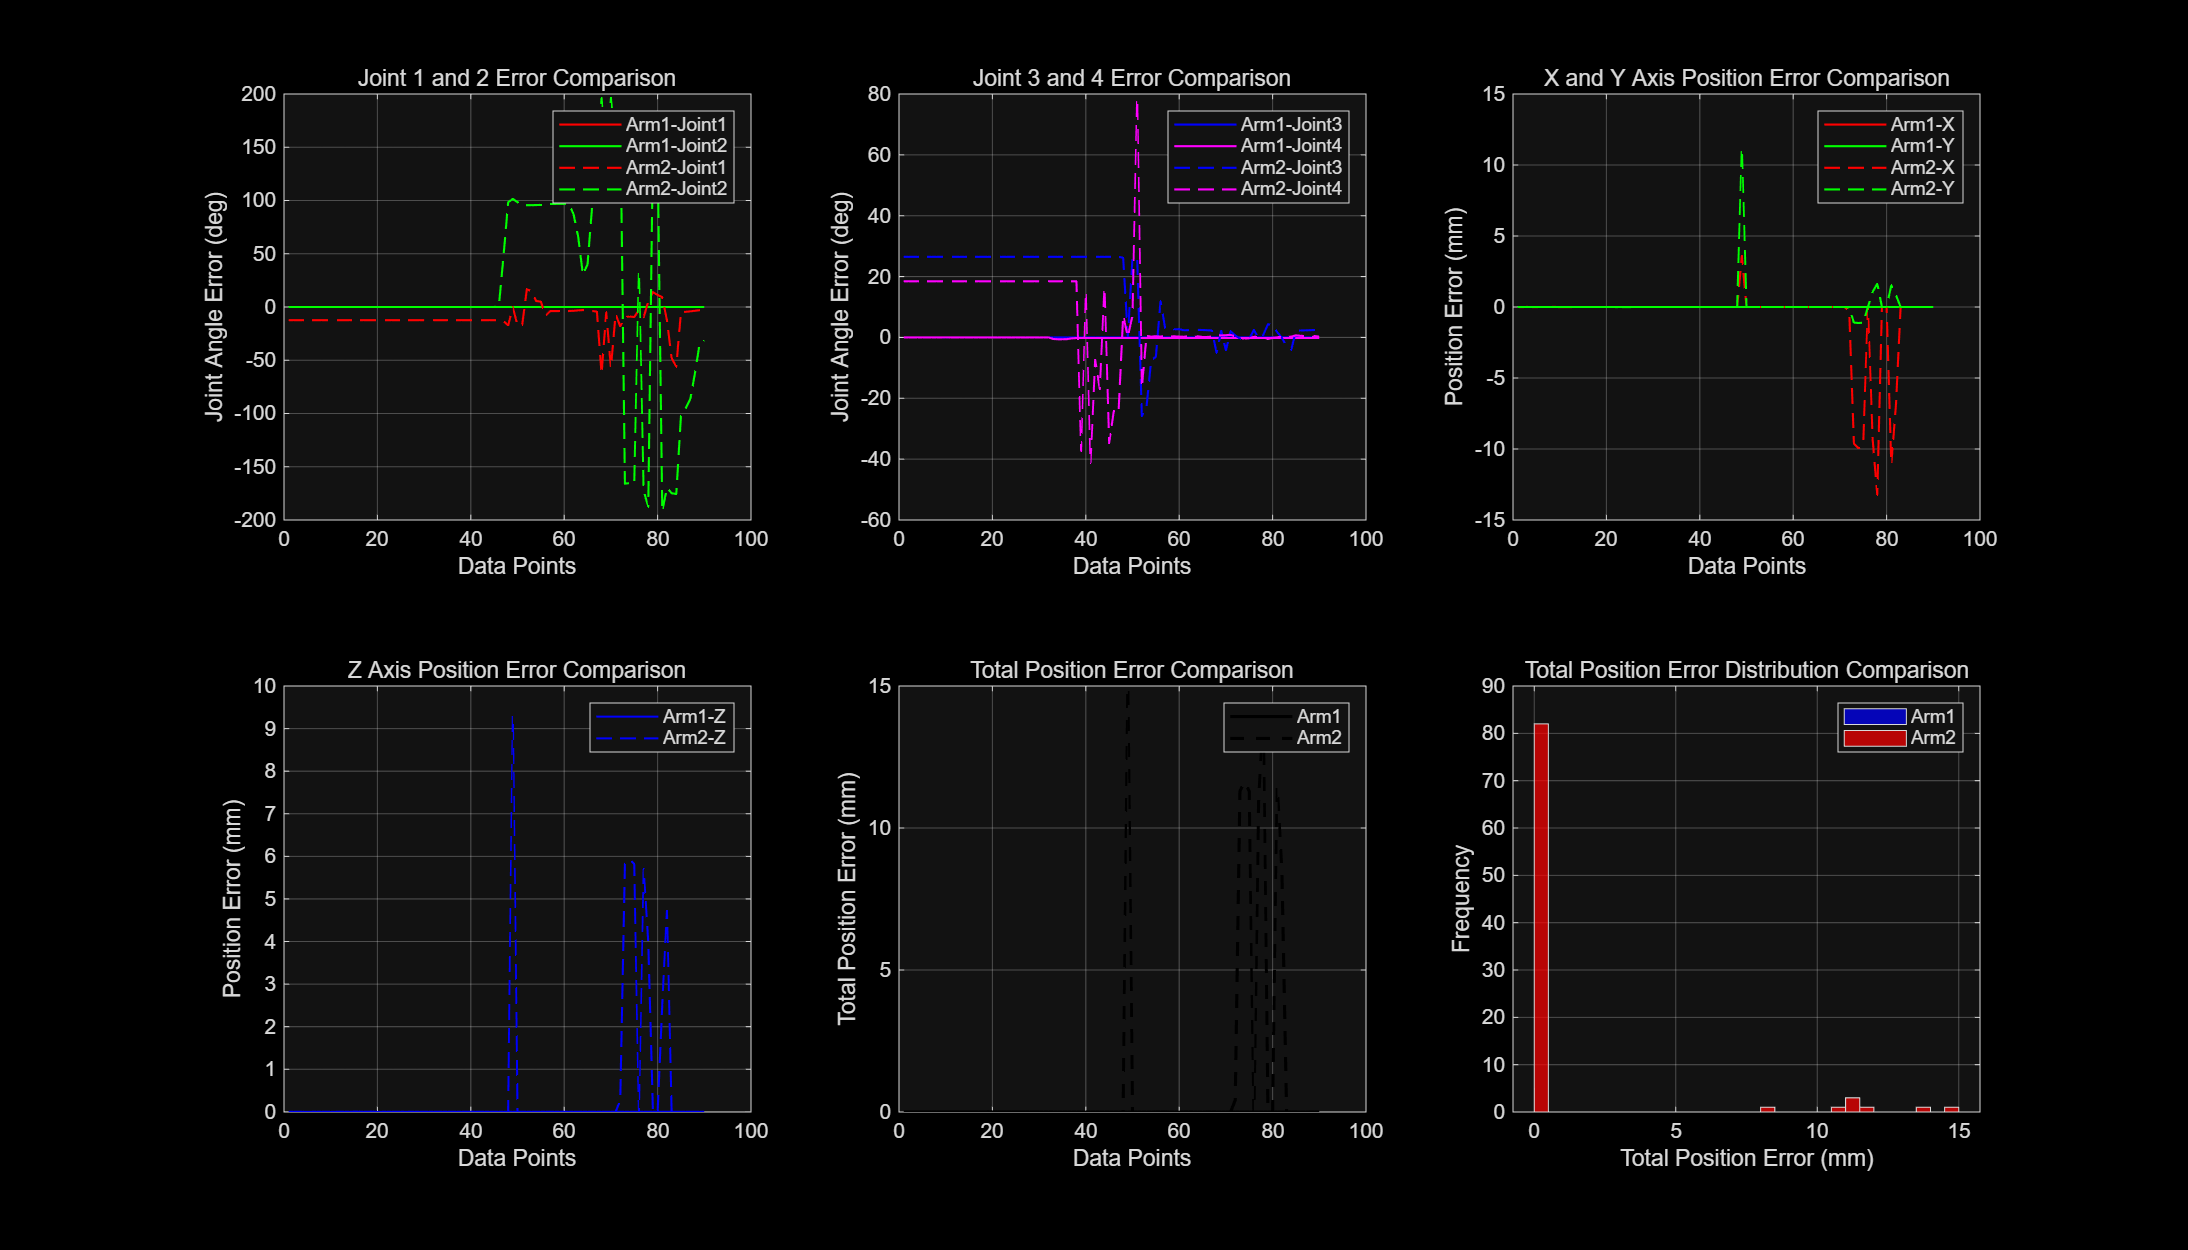 Joint 1 and 2 Error Comparison
200
150
100
50
0
-50
-100
-150
-200
Joint Angle Error (deg)
Arm1-Joint1
Arm1-Joint2
Arm2-Joint1
Arm2-Joint2
0 20 40 60 80 100
Data Points
Joint 3 and 4 Error Comparison
80
60
40
20
0
-20
-40
-60
Joint Angle Error (deg)
Arm1-Joint3
Arm1-Joint4
Arm2-Joint3
Arm2-Joint4
0 20 40 60 80 100
Data Points
X and Y Axis Position Error Comparison
15
10
5
0
-5
-10
-15
Position Error (mm)
Arm1-X
Arm1-Y
Arm2-X
Arm2-Y
0 20 40 60 80 100
Data Points
Z Axis Position Error Comparison
10
9
8
7
6
5
4
3
2
1
0
Position Error (mm)
Arm1-Z
Arm2-Z
0 20 40 60 80 100
Data Points
Total Position Error Comparison
15
10
5
0
Total Position Error (mm)
Arm1
Arm2
0 20 40 60 80 100
Data Points
Total Position Error Distribution Comparison
90
80
70
60
50
40
30
20
10
0
Frequency
Arm1
Arm2
0 5 10 15
Total Position Error (mm)